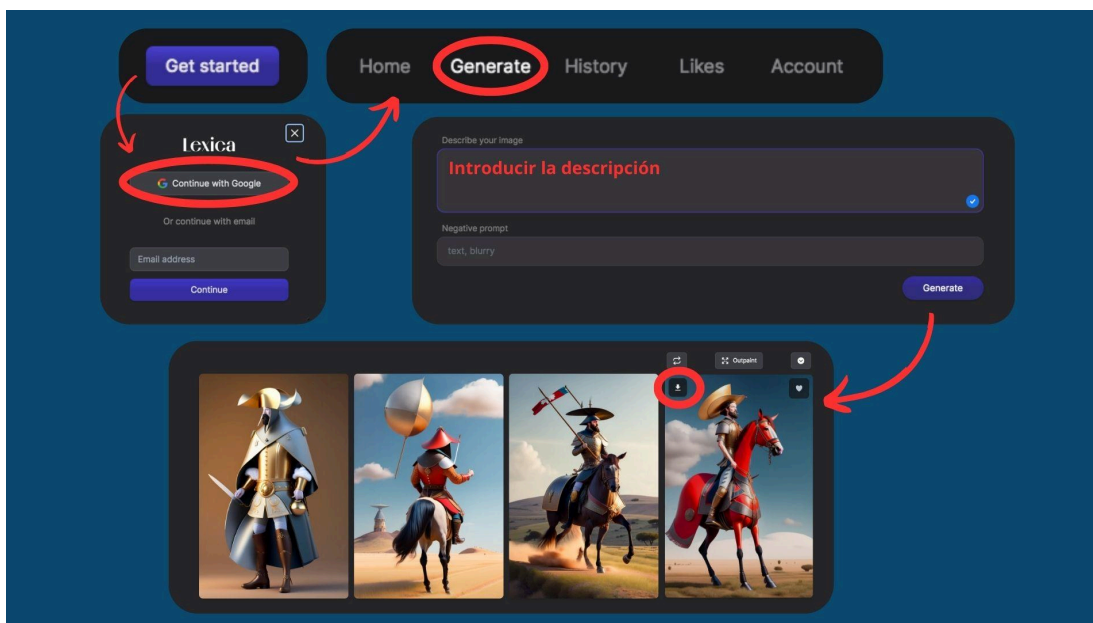 Get started
Home Generate History Likes Account
Lexica
Continue with Google
Or continue with email
Email address
Continue
Describe your image
Introducir la descripción
Negative prompt
text, blurry
Generate
Outpaint